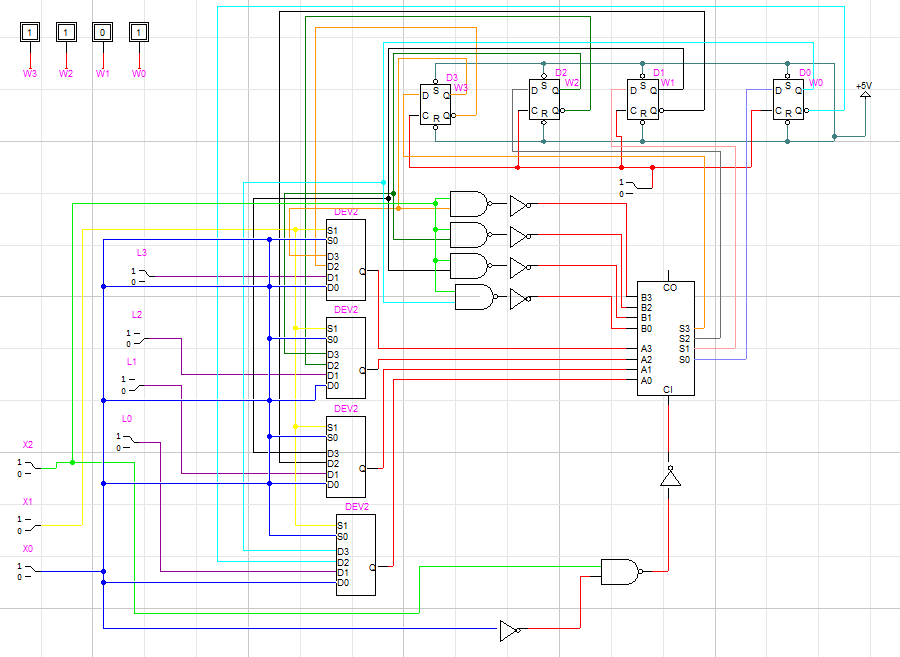 1 1 0 1
W3 W2 W1 W0
D3 D2 D1 D0
W3 W2 W1 W0
+5V
D S Q D S Q D S Q D S Q
C R Q C R Q C R Q C R Q
1
0
DEV2
S1
S0
D3
D2
D1
D0
Q
L3
1
0
DEV2
S1
S0
D3
D2
D1
D0
Q
L2
1
0
L1
1
0
DEV2
S1
S0
D3
D2
D1
D0
Q
L0
1
0
DEV2
S1
S0
D3
D2
D1
D0
Q
CO
B3
B2
B1
B0
A3
A2
A1
A0
S3
S2
S1
S0
CI
X2
1
0
X1
1
0
X0
1
0